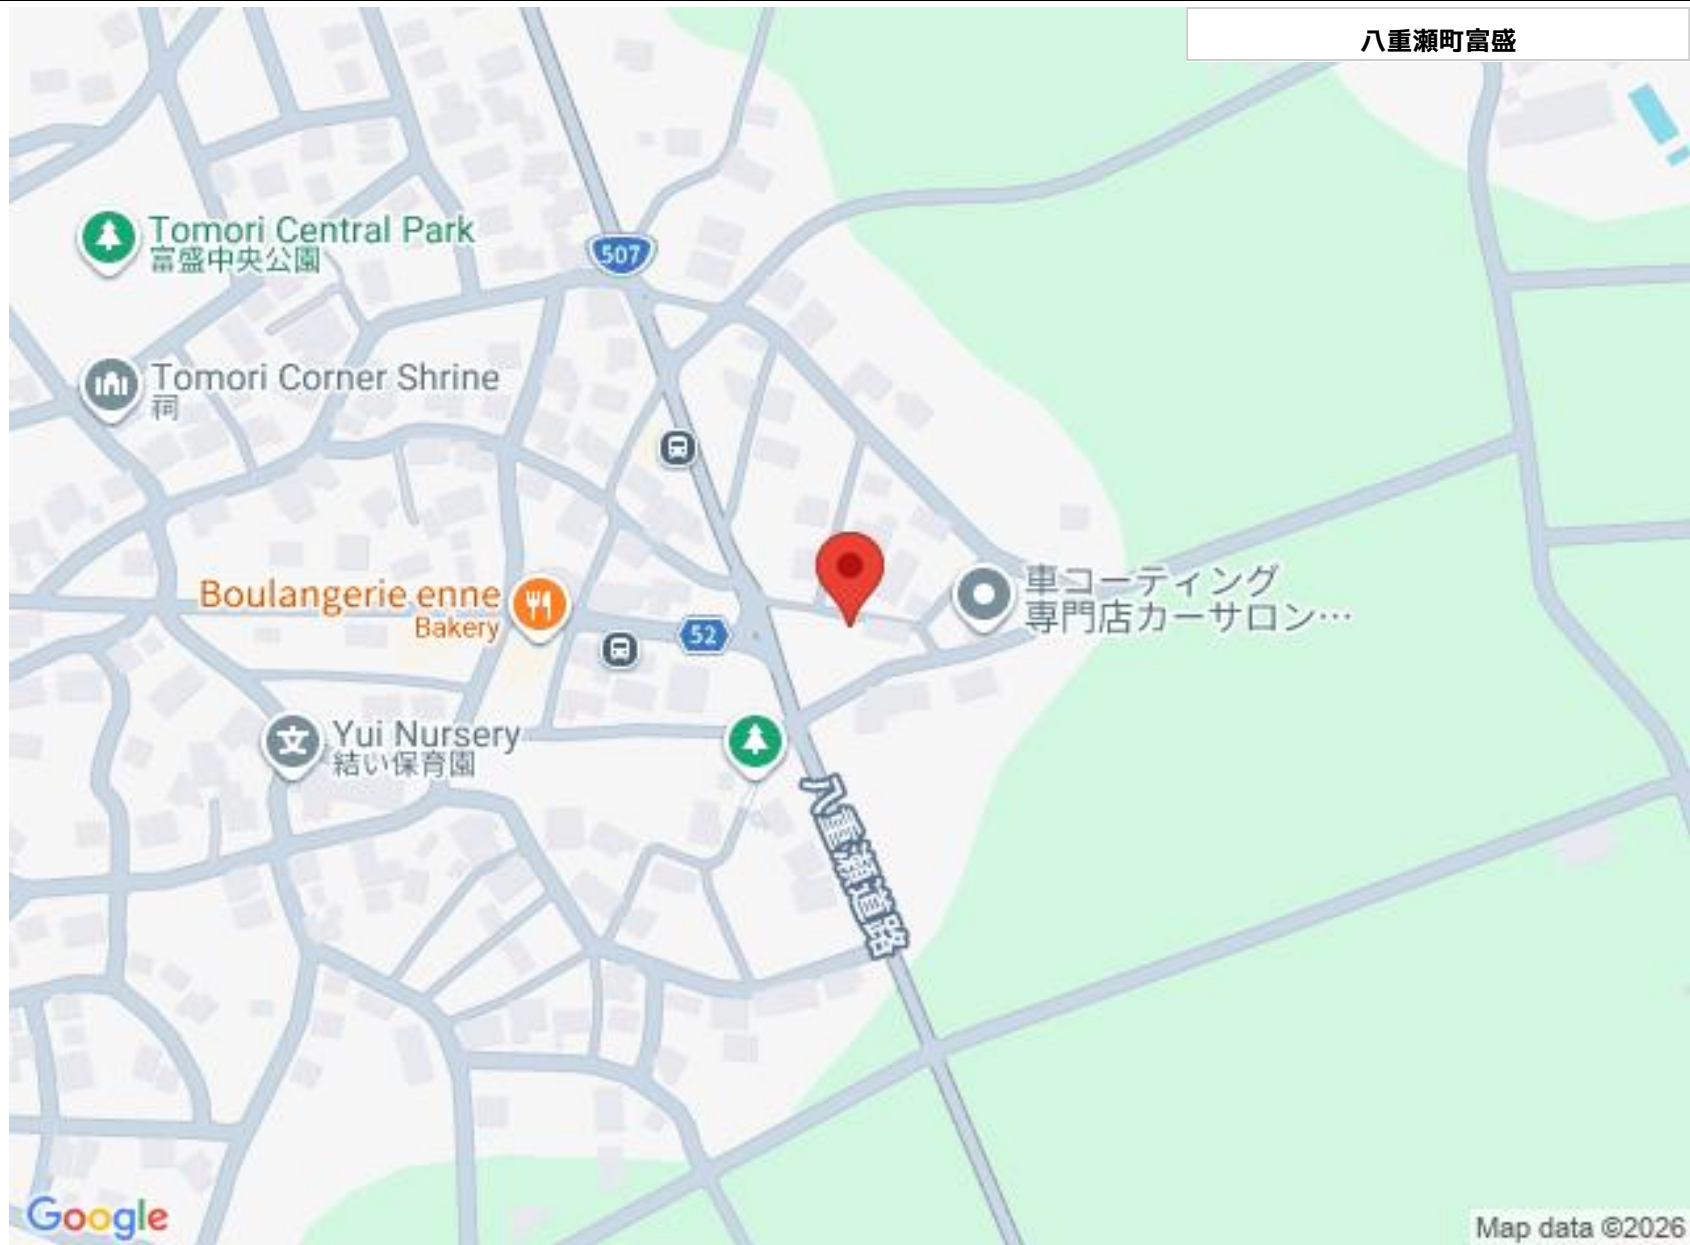 八重瀬町富盛
Tomori Central Park
富盛中央公園
507
Tomori Corner Shrine
祠
Boulangerie enne
Bakery
52
車コーティング
専門店カーサロン…
Yui Nursery
結い保育園
八重瀬道路
Google
Map data ©2026